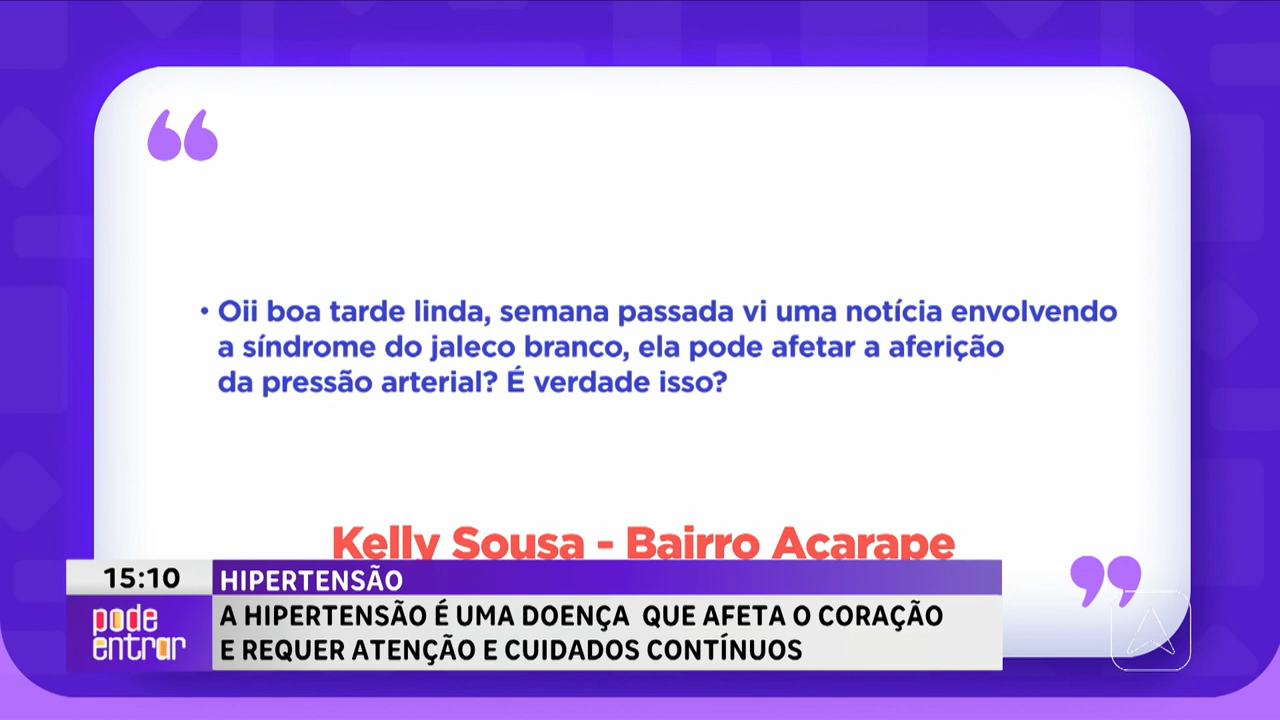 • Oii boa tarde linda, semana passada vi uma notícia envolvendo
a síndrome do jaleco branco, ela pode afetar a aferição
da pressão arterial? É verdade isso?
Kelly Sousa - Bairro Acarape
15:10
HIPERTENSÃO
pode
entrar
A HIPERTENSÃO É UMA DOENÇA QUE AFETA O CORAÇÃO
E REQUER ATENÇÃO E CUIDADOS CONTÍNUOS